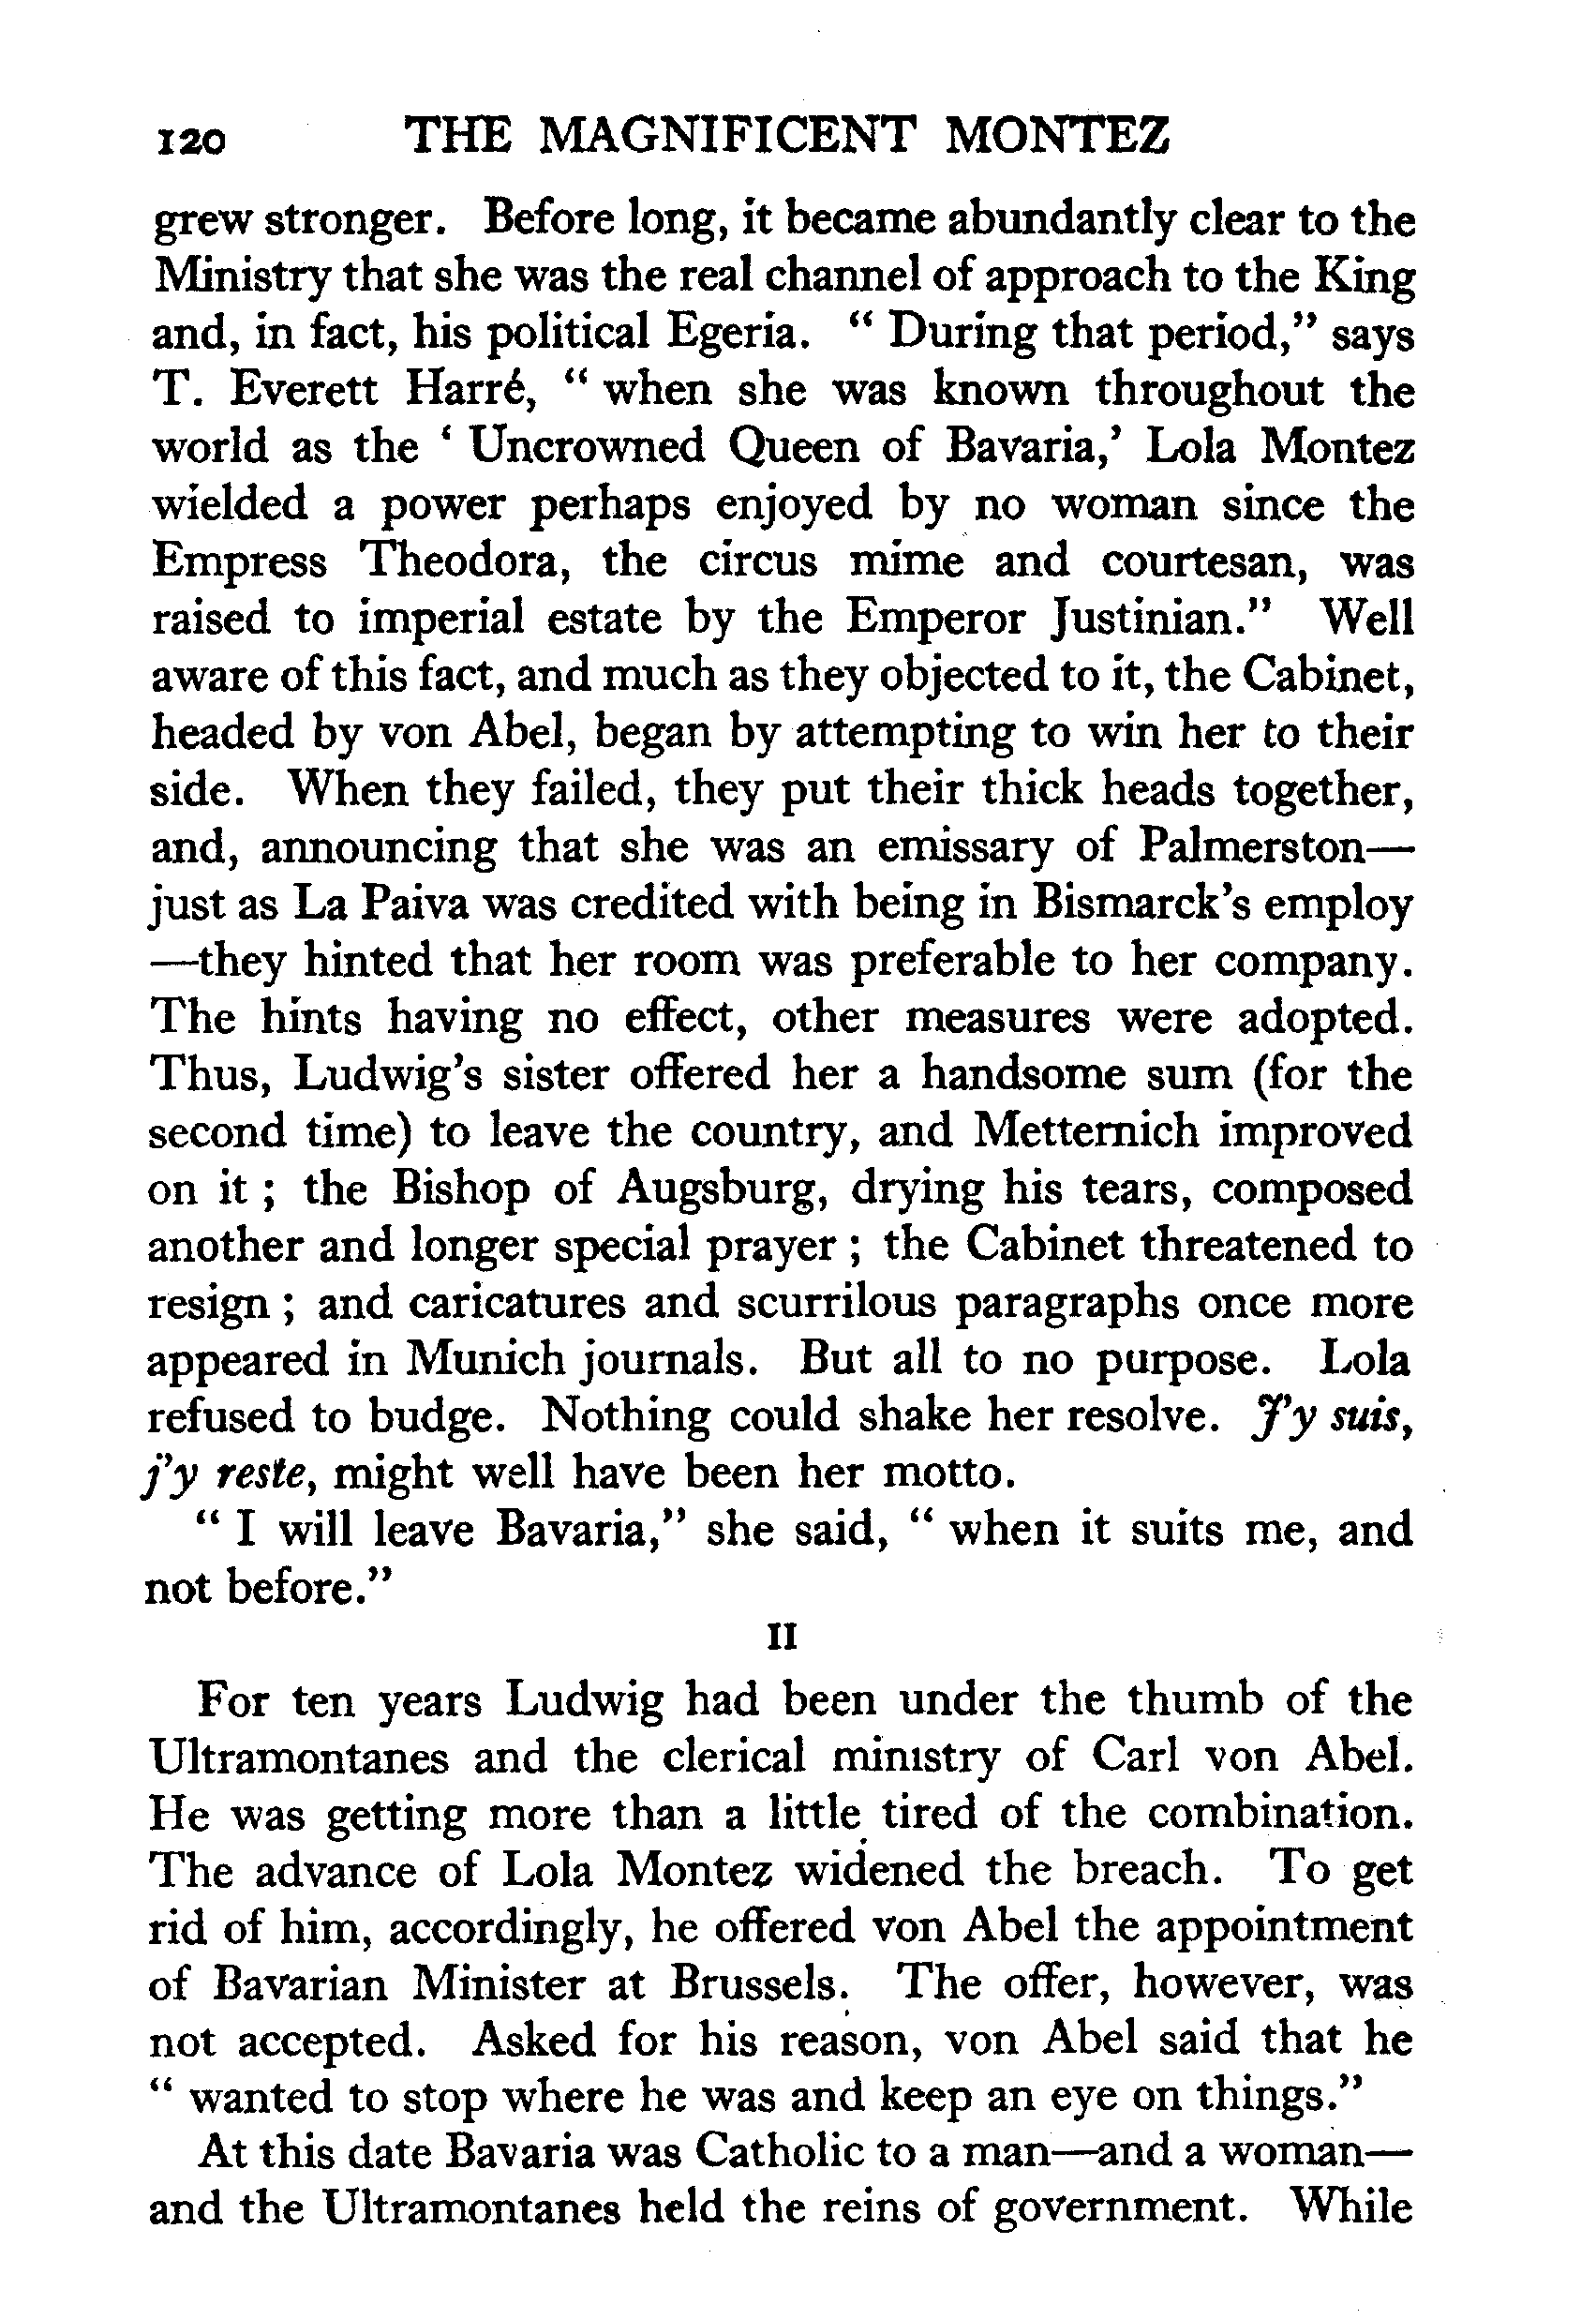 120 THE MAGNIFICENT MONTEZ
grew stronger. Before long, it became abundantly clear to the
Ministry that she was the real channel of approach to the King
and, in fact, his political Egeria. “ During that period,” says
T. Everett Harré, “ when she was known throughout the
world as the ‘ Uncrowned Queen of Bavaria,’ Lola Montez
wielded a power perhaps enjoyed by no woman since the
Empress Theodora, the circus mime and courtesan, was
raised to imperial estate by the Emperor Justinian.” Well
aware of this fact, and much as they objected to it, the Cabinet,
headed by von Abel, began by attempting to win her to their
side. When they failed, they put their thick heads together,
and, announcing that she was an emissary of Palmerston—
just as La Paiva was credited with being in Bismarck’s employ
—they hinted that her room was preferable to her company.
The hints having no effect, other measures were adopted.
Thus, Ludwig’s sister offered her a handsome sum (for the
second time) to leave the country, and Metternich improved
on it ; the Bishop of Augsburg, drying his tears, composed
another and longer special prayer ; the Cabinet threatened to
resign ; and caricatures and scurrilous paragraphs once more
appeared in Munich journals. But all to no purpose. Lola
refused to budge. Nothing could shake her resolve. J’y suis,
j’y reste, might well have been her motto.
“ I will leave Bavaria,” she said, “ when it suits me, and
not before.”
II
For ten years Ludwig had been under the thumb of the
Ultramontanes and the clerical ministry of Carl von Abel.
He was getting more than a little tired of the combination.
The advance of Lola Montez widened the breach. To get
rid of him, accordingly, he offered von Abel the appointment
of Bavarian Minister at Brussels. The offer, however, was
not accepted. Asked for his reason, von Abel said that he
“ wanted to stop where he was and keep an eye on things.”
At this date Bavaria was Catholic to a man—and a woman—
and the Ultramontanes held the reins of government. While